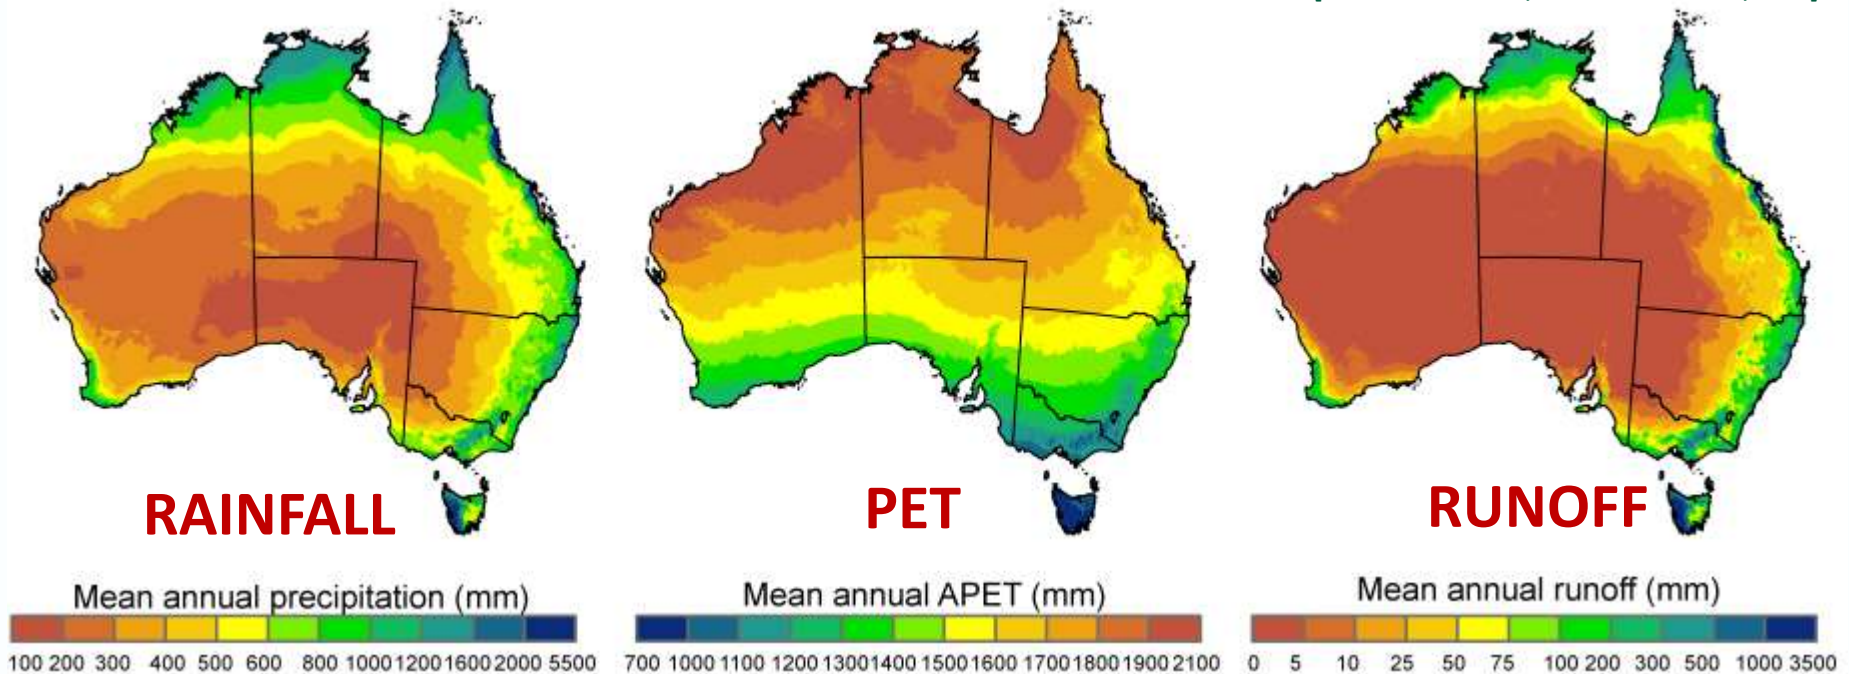 RAINFALL
PET
RUNOFF
Mean annual precipitation (mm)
100 200 300 400 500 600 800 1000 1200 1600 2000 5500
Mean annual APET (mm)
700 1000 1100 1200 1300 1400 1500 1600 1700 1800 1900 2100
Mean annual runoff (mm)
0 5 10 25 50 75 100 200 300 500 1000 3500